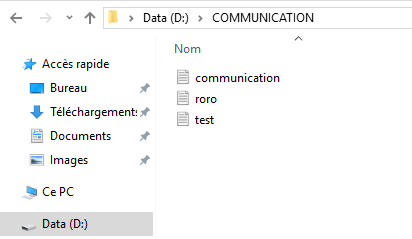 Data (D:) > COMMUNICATION
Nom
Accès rapide
Bureau
Téléchargements
Documents
Images
Ce PC
Data (D:)
communication
roro
test